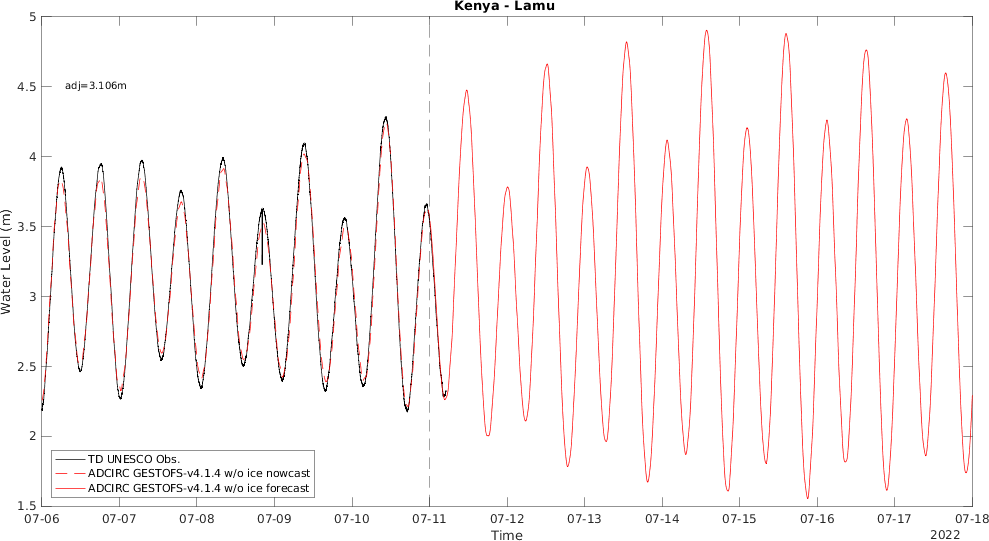 Kenya - Lamu
5
4.5
4
3.5
3
2.5
2
1.5
Water Level (m)
adj=3.106m
TD UNESCO Obs.
ADCIRC GESTOFS-v4.1.4 w/o ice nowcast
ADCIRC GESTOFS-v4.1.4 w/o ice forecast
07-06 07-07 07-08 07-09 07-10 07-11 07-12 07-13 07-14 07-15 07-16 07-17 07-18
Time
2022